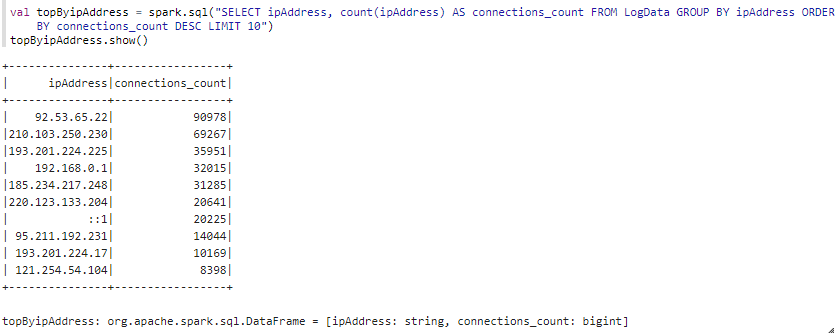 val topByipAddress = spark.sql("SELECT ipAddress, count(ipAddress) AS connections_count FROM LogData GROUP BY ipAddress ORDER
    BY connections_count DESC LIMIT 10")
topByipAddress.show()
+---------------+-----------------+
|      ipAddress|connections_count|
+---------------+-----------------+
|    92.53.65.22|            90978|
|210.103.250.230|            69267|
|193.201.224.225|            35951|
|    192.168.0.1|            32015|
|185.234.217.248|            31285|
|220.123.133.204|            20641|
|            ::1|            20225|
| 95.211.192.231|            14044|
| 193.201.224.17|            10169|
| 121.254.54.104|             8398|
+---------------+-----------------+
topByipAddress: org.apache.spark.sql.DataFrame = [ipAddress: string, connections_count: bigint]